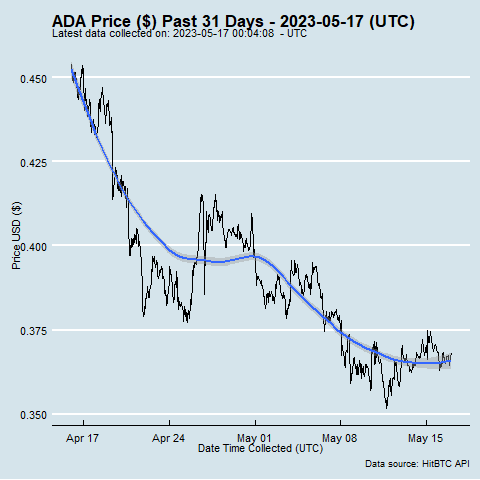 ADA Price ($) Past 31 Days - 2023-05-17 (UTC)
Latest data collected on: 2023-05-17 00:04:08  - UTC
Price USD ($)
0.450
0.425
0.400
0.375
0.350
Apr 17 Apr 24 May 01 May 08 May 15
Date Time Collected (UTC)
Data source: HitBTC API